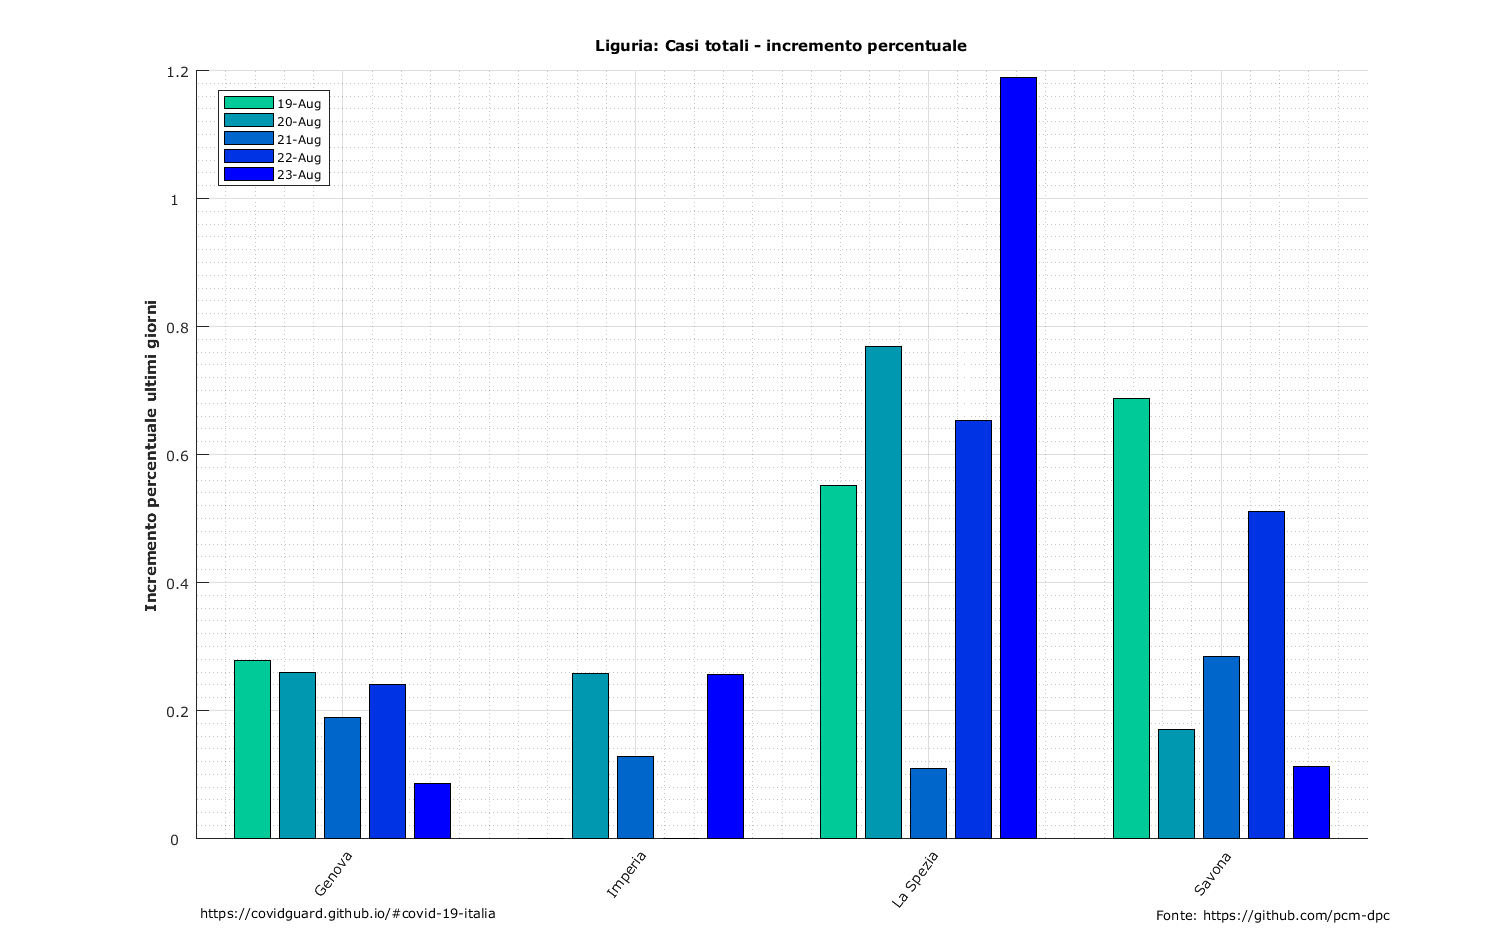 Liguria: Casi totali - incremento percentuale
1.2
1
0.8
0.6
0.4
0.2
0
Incremento percentuale ultimi giorni
19-Aug
20-Aug
21-Aug
22-Aug
23-Aug
Genova
Imperia
La Spezia
Savona
https://covidguard.github.io/#covid-19-italia
Fonte: https://github.com/pcm-dpc